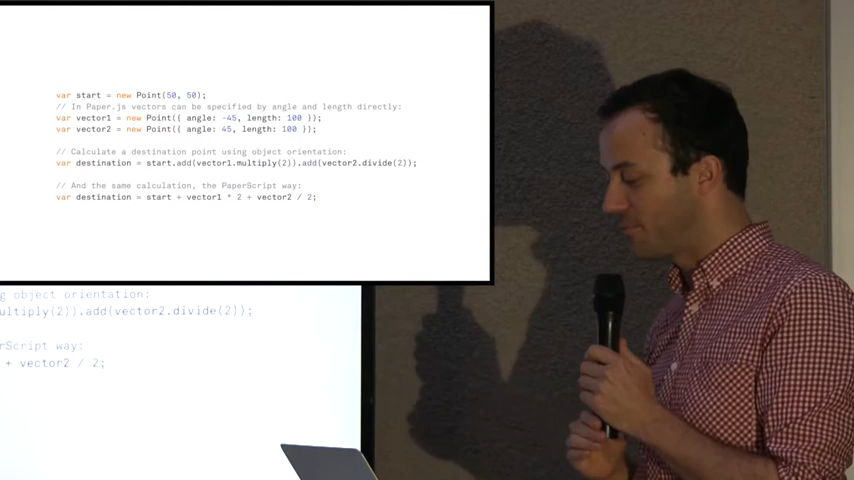 var start = new Point(50, 50);
// In Paper.js vectors can be specified by angle and length directly:
var vector1 = new Point({ angle: -45, length: 100 });
var vector2 = new Point({ angle: 45, length: 100 });
// Calculate a destination point using object orientation:
var destination = start.add(vector1.multiply(2)).add(vector2.divide(2));
// And the same calculation, the PaperScript way:
var destination = start + vector1 * 2 + vector2 / 2;
g object orientation:
ultiply(2)).add(vector2.divide(2));
rScript way:
+ vector2 / 2;